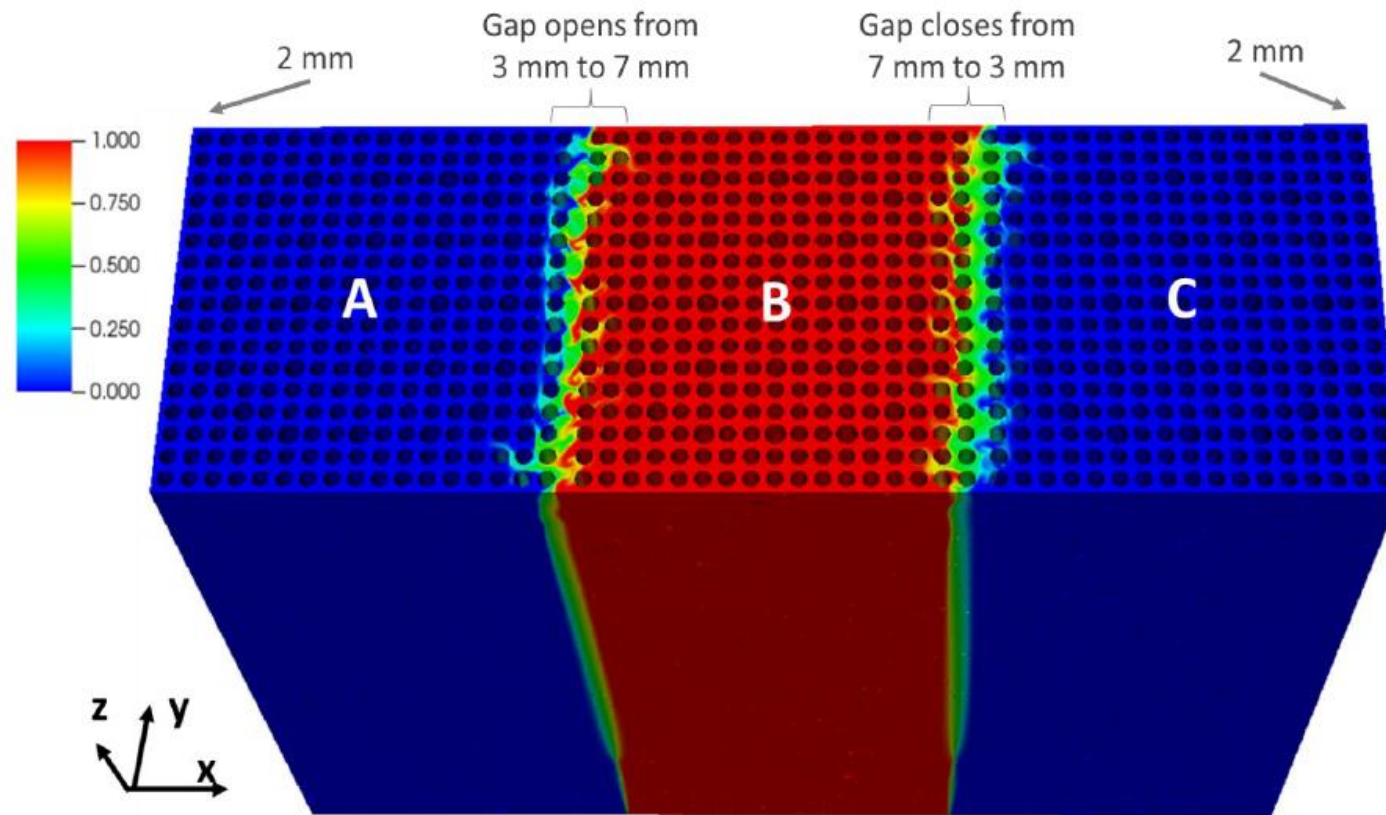 Gap opens from
3 mm to 7 mm
Gap closes from
7 mm to 3 mm
2 mm
2 mm
1.000
0.750
0.500
0.250
0.000
A
B
C
z
y
x